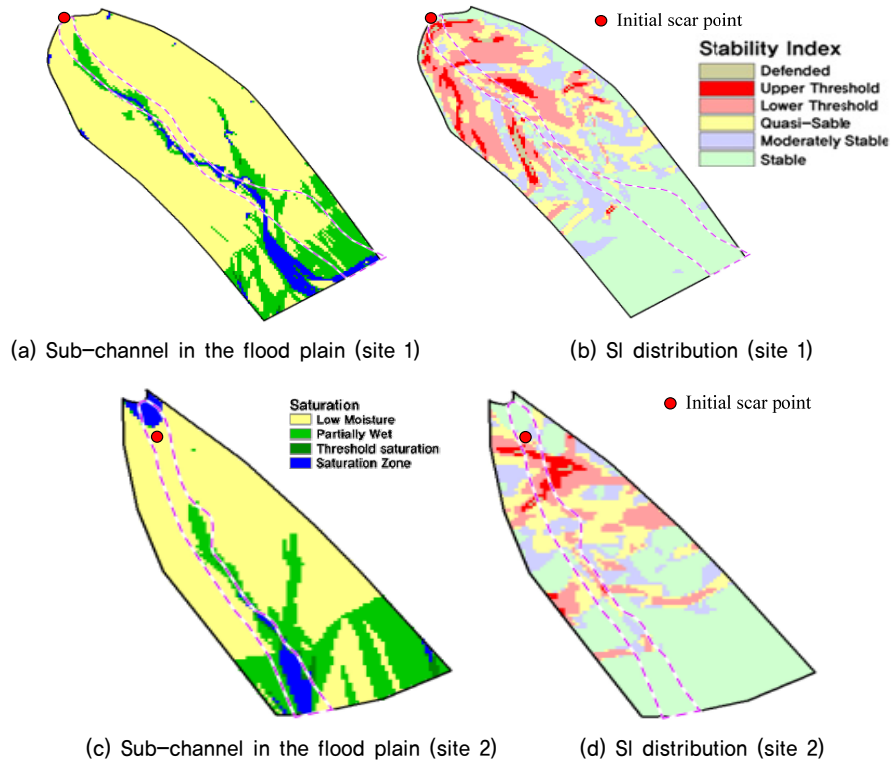 Initial scar point
Stability Index
Defended
Upper Threshold
Lower Threshold
Quasi-Sable
Moderately Stable
Stable
(a) Sub-channel in the flood plain (site 1)
(b) SI distribution (site 1)
Saturation
Low Moisture
Partially Wet
Threshold saturation
Saturation Zone
Initial scar point
(c) Sub-channel in the flood plain (site 2)
(d) SI distribution (site 2)